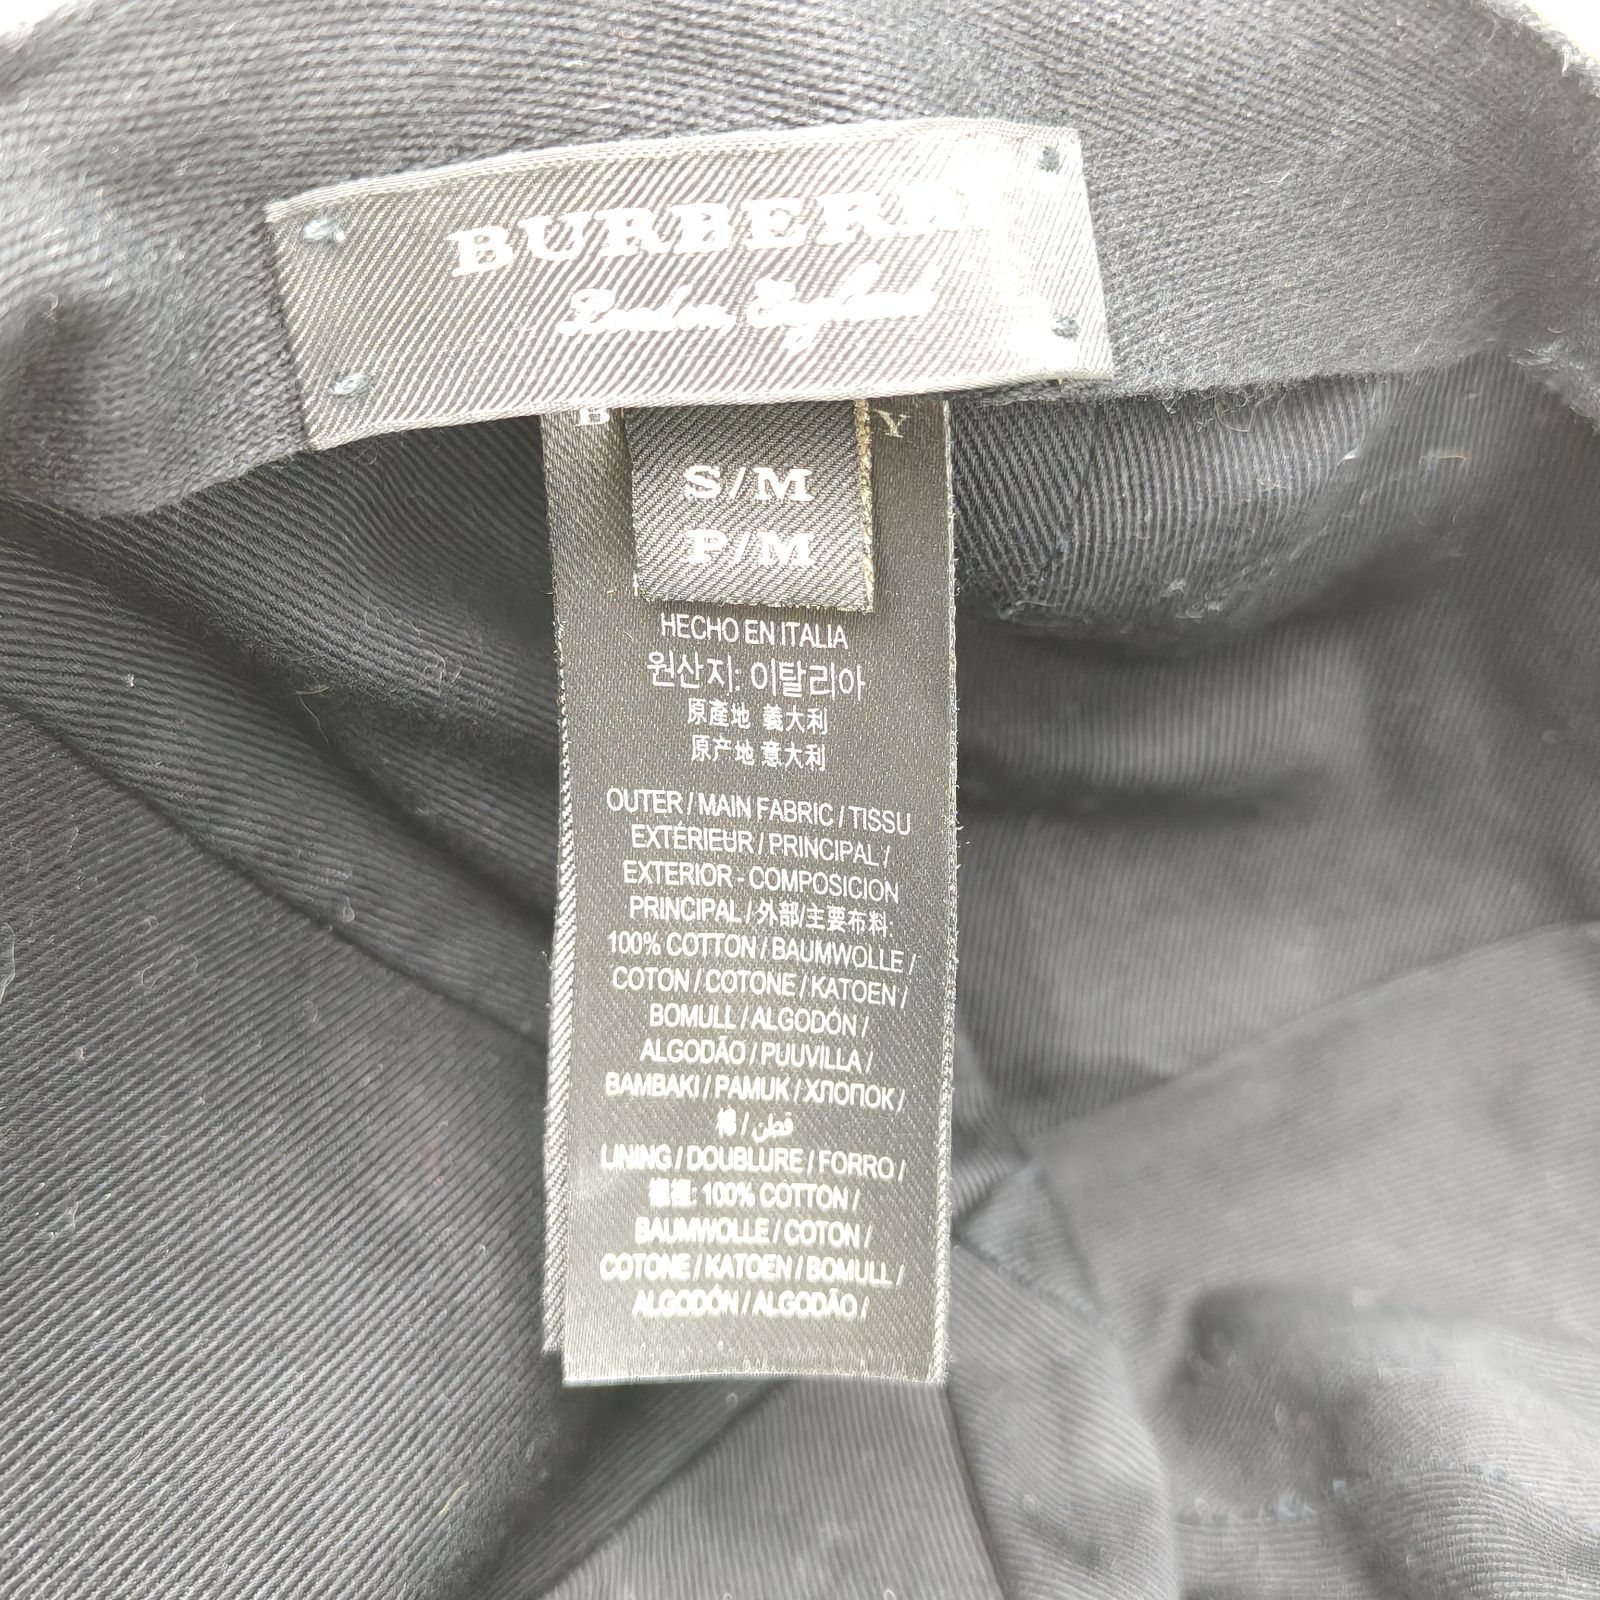 BURBERRY
London, England
B Y
S/M
P/M
HECHO EN ITALIA
원산지: 이탈리아
原產地 義大利
原产地 意大利
OUTER / MAIN FABRIC / TISSU
EXTÉRIEUR / PRINCIPAL /
EXTERIOR - COMPOSICION
PRINCIPAL / 外部/主要布料:
100% COTTON / BAUMWOLLE /
COTON / COTONE / KATOEN /
BOMULL / ALGODÓN /
ALGODÃO / PUUVILLA /
BAMBAKI / PAMUK / ХЛОПОК /
棉 / قطن
LINING / DOUBLURE / FORRO /
100% COTTON /
BAUMWOLLE / COTON /
COTONE / KATOEN / BOMULL /
ALGODÓN / ALGODÃO /